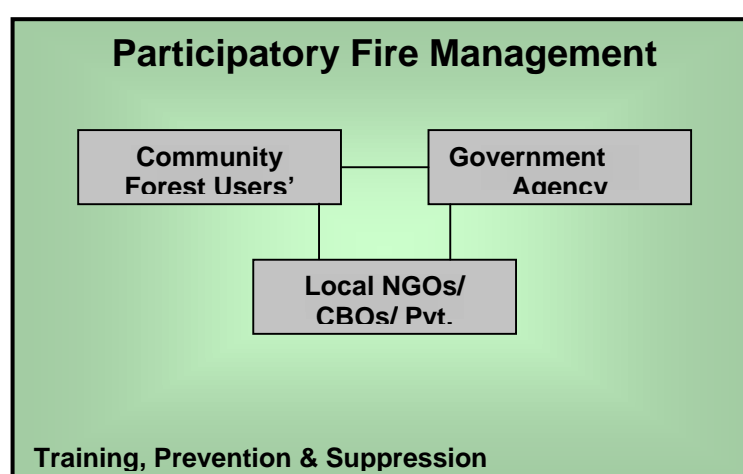 Participatory Fire Management
Community
Forest Users’
Government
Agency
Local NGOs/
CBOs/ Pvt.
Training, Prevention & Suppression